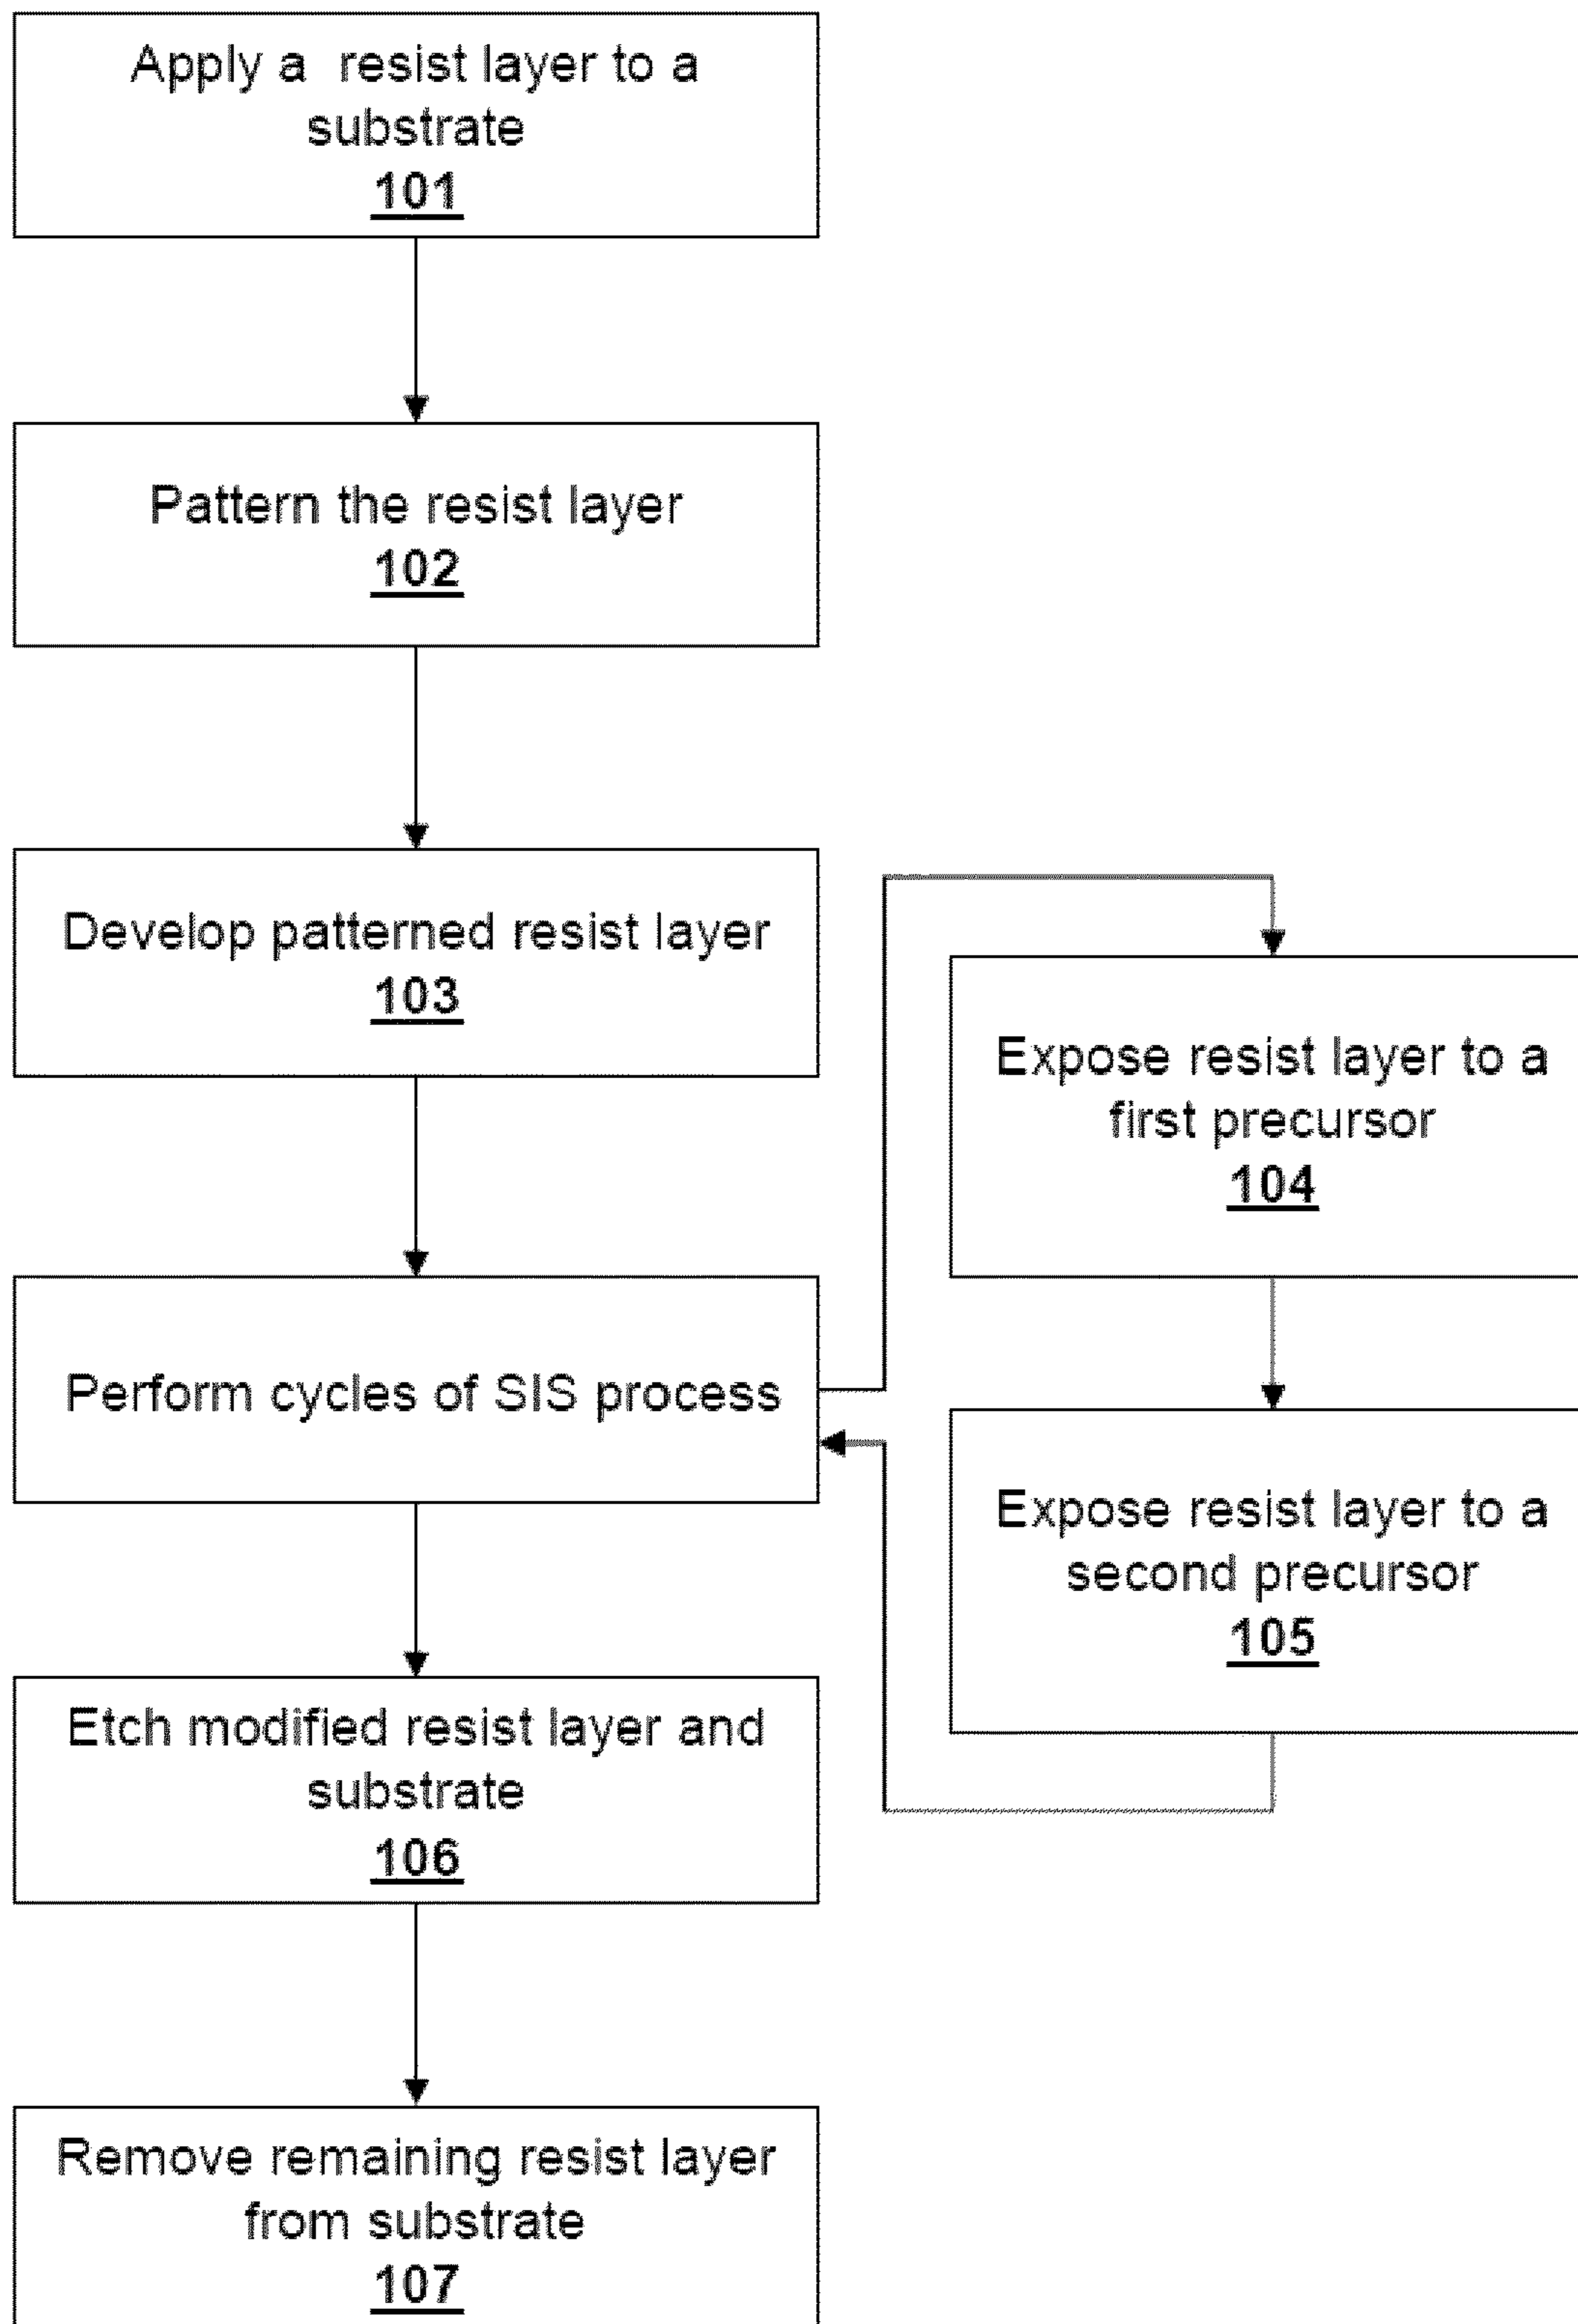 Apply a resist layer to a
substrate
101
Pattern the resist layer
102
Develop patterned resist layer
103
Perform cycles of SIS process
Expose resist layer to a
first precursor
104
Expose resist layer to a
second precursor
105
Etch modified resist layer and
substrate
106
Remove remaining resist layer
from substrate
107